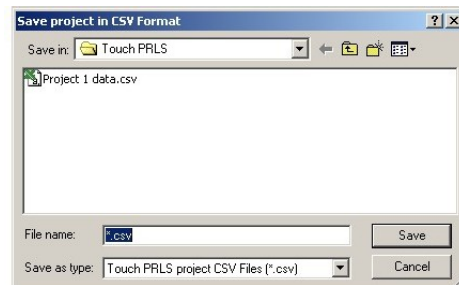 Save project in CSV Format
Save in: Touch PRLS
Project 1 data.csv
File name: *.csv Save
Save as type: Touch PRLS project CSV Files (*.csv) Cancel